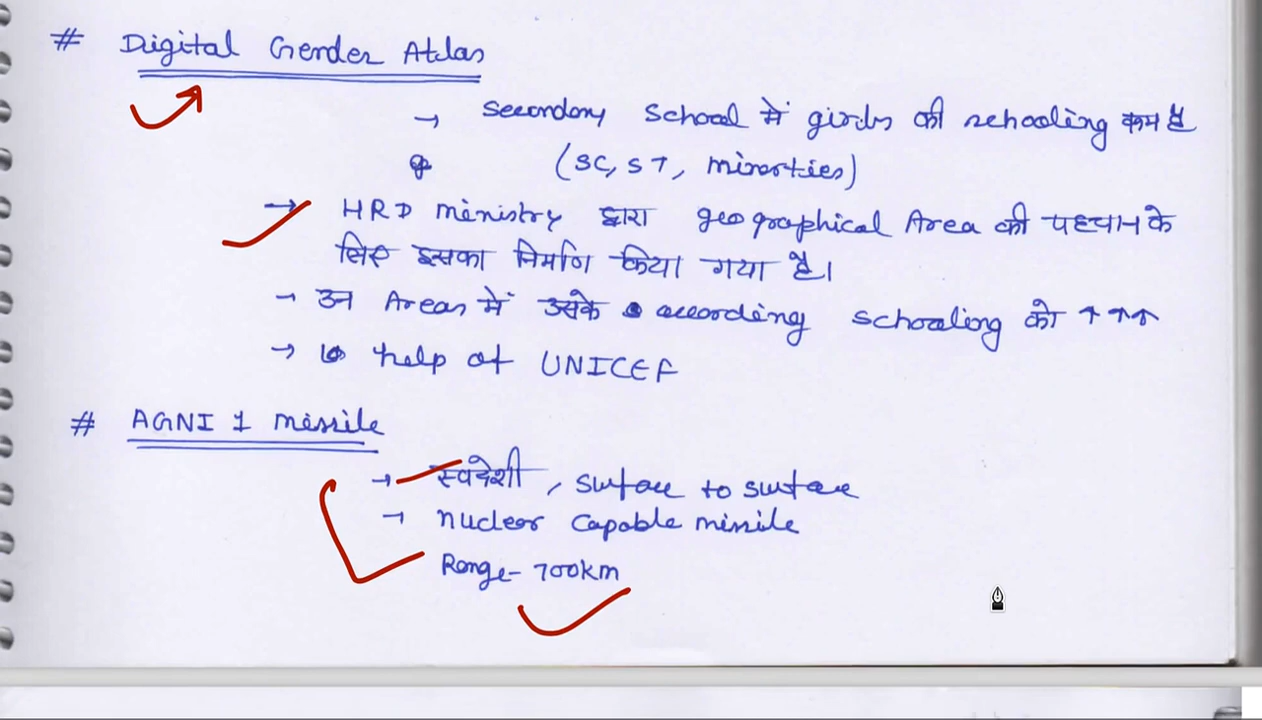 # Digital Gender Atlas
→ Secondary School में girls की schooling कम है
(SC, ST, minorties)
→ HRD ministry द्वारा geographical Area की पहचान के
लिए इसका निर्माण किया गया है।
→ उन Areas में उसके according schooling को ↑↑↑
→ help of UNICEF
# AGNI 1 missile
→ स्वदेशी, surface to surface
→ nuclear capable missile
Range - 700km